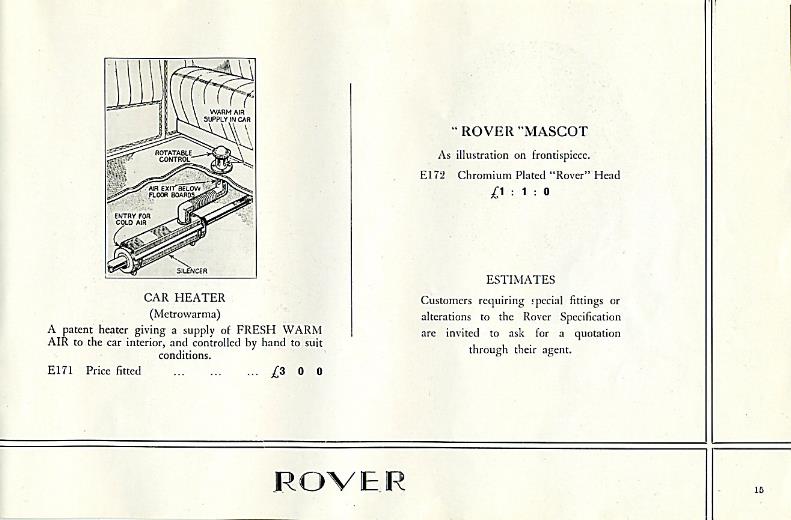 WARM AIR
SUPPLY IN CAR
ROTATABLE
CONTROL
AIR EXIT BELOW
FLOOR BOARDS
ENTRY FOR
COLD AIR
SILENCER
CAR HEATER
(Metrowarma)
A patent heater giving a supply of FRESH WARM
AIR to the car interior, and controlled by hand to suit
conditions.
E171 Price fitted ... ... ... £3 0 0
“ ROVER ”MASCOT
As illustration on frontispiece.
E172 Chromium Plated “Rover” Head
£1 : 1 : 0
ESTIMATES
Customers requiring special fittings or
alterations to the Rover Specification
are invited to ask for a quotation
through their agent.
ROVER
15